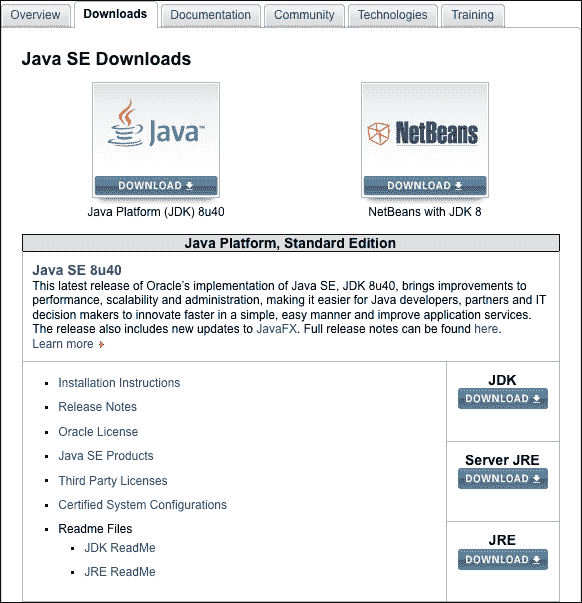 Overview Downloads Documentation Community Technologies Training
Java SE Downloads
Java™ NetBeans
DOWNLOAD DOWNLOAD
Java Platform (JDK) 8u40 NetBeans with JDK 8
Java Platform, Standard Edition
Java SE 8u40
This latest release of Oracle's implementation of Java SE, JDK 8u40, brings improvements to
performance, scalability and administration, making it easier for Java developers, partners and IT
decision makers to innovate faster in a simple, easy manner and improve application services.
The release also includes new updates to JavaFX. Full release notes can be found here.
Learn more
Installation Instructions
Release Notes
Oracle License
Java SE Products
Third Party Licenses
Certified System Configurations
Readme Files
JDK ReadMe
JRE ReadMe
JDK
DOWNLOAD
Server JRE
DOWNLOAD
JRE
DOWNLOAD